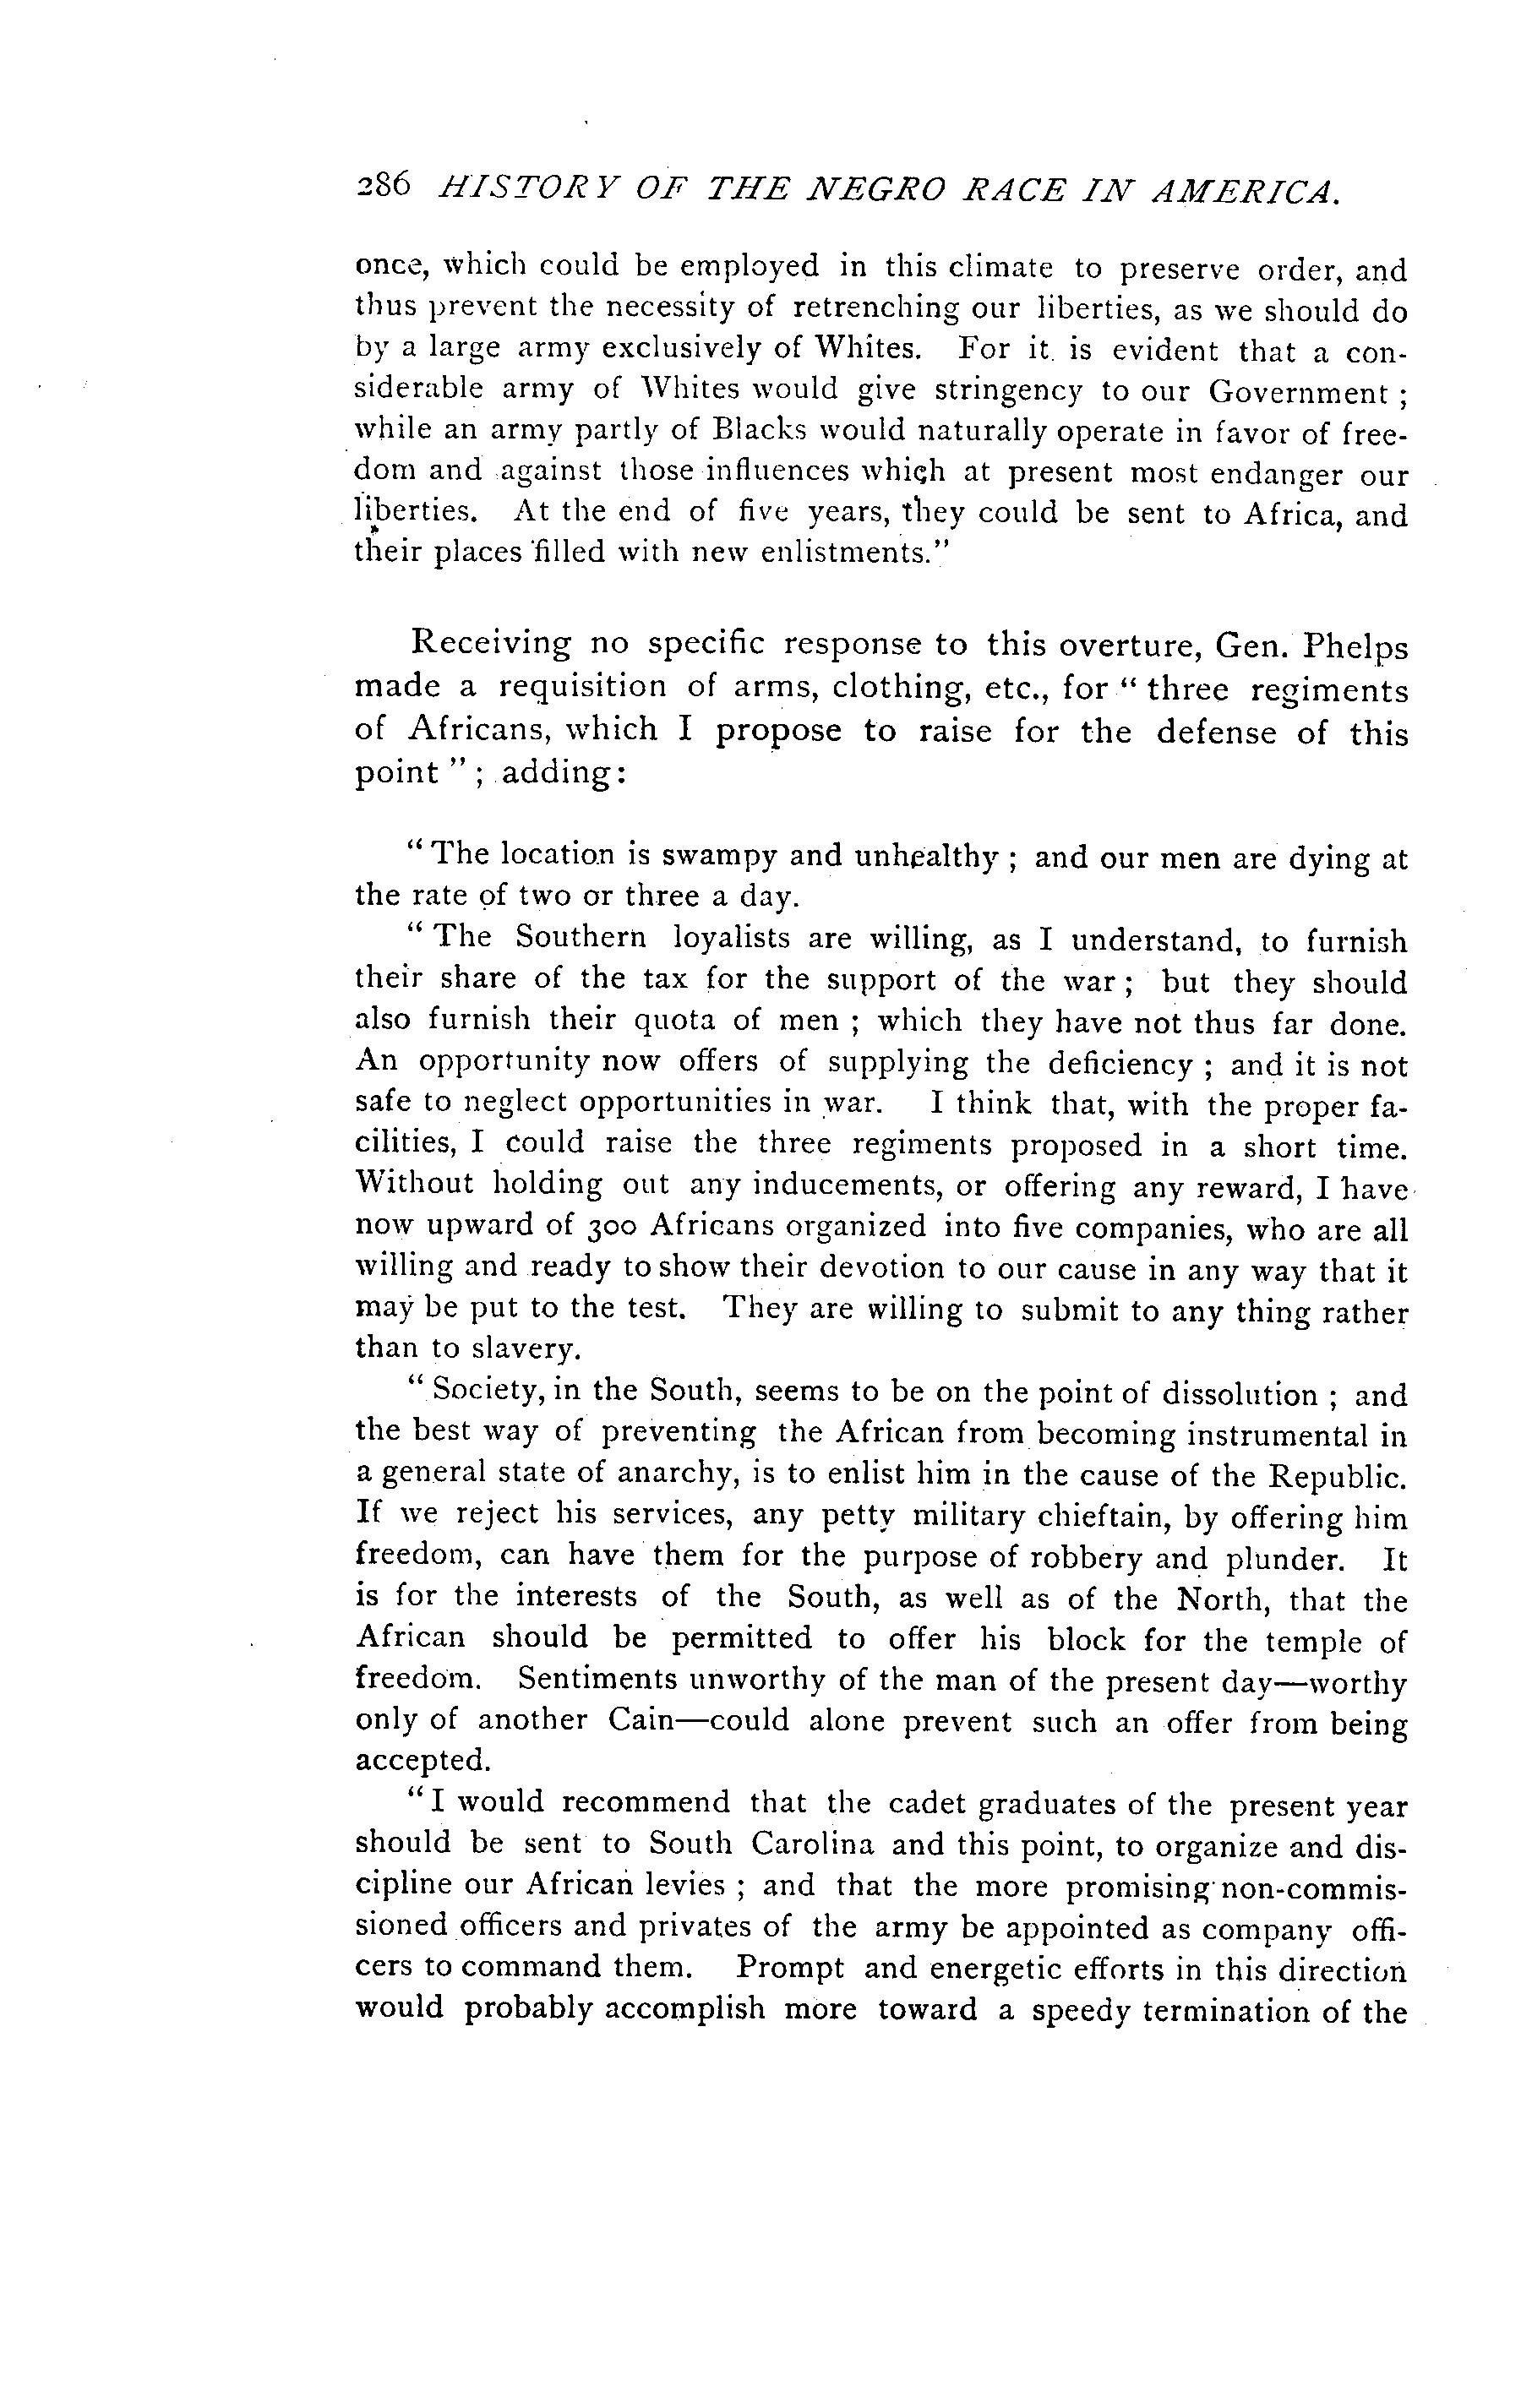 286 HISTORY OF THE NEGRO RACE IN AMERICA.
once, which could be employed in this climate to preserve order, and
thus prevent the necessity of retrenching our liberties, as we should do
by a large army exclusively of Whites. For it is evident that a con-
siderable army of Whites would give stringency to our Government ;
while an army partly of Blacks would naturally operate in favor of free-
dom and against those influences which at present most endanger our
liberties. At the end of five years, they could be sent to Africa, and
their places filled with new enlistments."
Receiving no specific response to this overture, Gen. Phelps
made a requisition of arms, clothing, etc., for " three regiments
of Africans, which I propose to raise for the defense of this
point " ; adding:
" The location is swampy and unhealthy ; and our men are dying at
the rate of two or three a day.
" The Southern loyalists are willing, as I understand, to furnish
their share of the tax for the support of the war ; but they should
also furnish their quota of men ; which they have not thus far done.
An opportunity now offers of supplying the deficiency ; and it is not
safe to neglect opportunities in war. I think that, with the proper fa-
cilities, I could raise the three regiments proposed in a short time.
Without holding out any inducements, or offering any reward, I have
now upward of 300 Africans organized into five companies, who are all
willing and ready to show their devotion to our cause in any way that it
may be put to the test. They are willing to submit to any thing rather
than to slavery.
" Society, in the South, seems to be on the point of dissolution ; and
the best way of preventing the African from becoming instrumental in
a general state of anarchy, is to enlist him in the cause of the Republic.
If we reject his services, any petty military chieftain, by offering him
freedom, can have them for the purpose of robbery and plunder. It
is for the interests of the South, as well as of the North, that the
African should be permitted to offer his block for the temple of
freedom. Sentiments unworthy of the man of the present day—worthy
only of another Cain—could alone prevent such an offer from being
accepted.
" I would recommend that the cadet graduates of the present year
should be sent to South Carolina and this point, to organize and dis-
cipline our African levies ; and that the more promising non-commis-
sioned officers and privates of the army be appointed as company offi-
cers to command them. Prompt and energetic efforts in this direction
would probably accomplish more toward a speedy termination of the